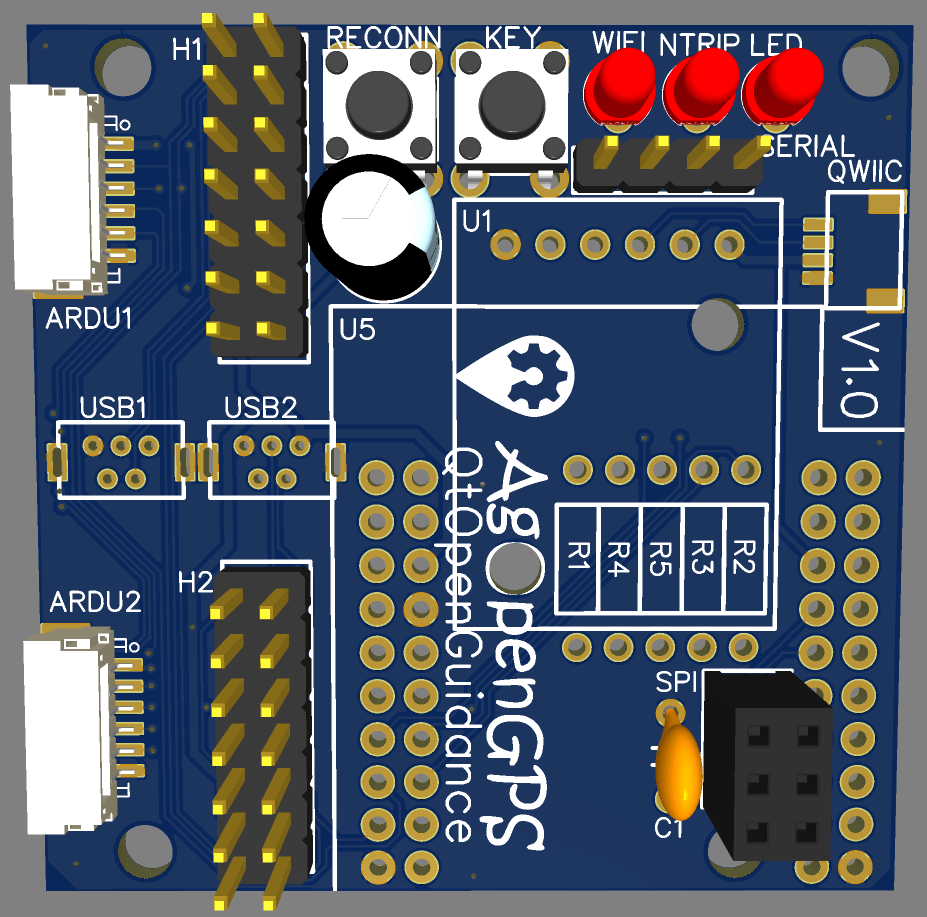 RECONN
KEY
WIFI
NTRIP
LED
H1
SERIAL
QWIIC
U1
ARDU1
U5
V1.0
USB1
USB2
AgOpenGPS
QtOpenGuidance
R1
R4
R5
R3
R2
H2
ARDU2
SPI
C1